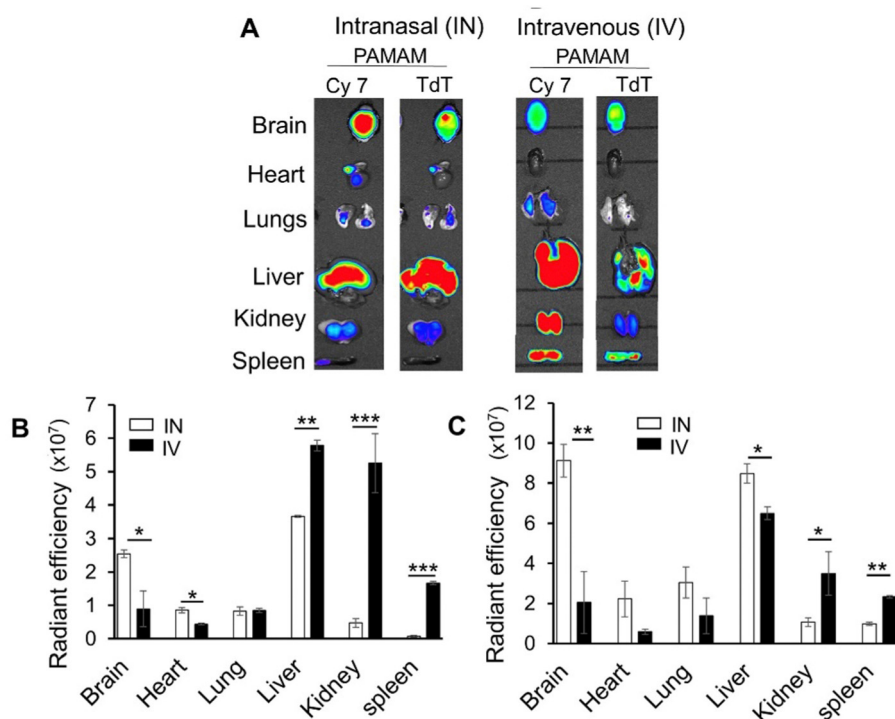 A Intranasal (IN) Intravenous (IV)
PAMAM PAMAM
Cy 7 TdT Cy 7 TdT
Brain
Heart
Lungs
Liver
Kidney
Spleen
B
Radiant efficiency (x10⁷)
7
6
5
4
3
2
1
0
IN
IV
* * ** *** ***
Brain Heart Lung Liver Kidney spleen
C
Radiant efficiency (x10⁷)
12
10
8
6
4
2
0
IN
IV
** * * **
Brain Heart Lung Liver Kidney spleen